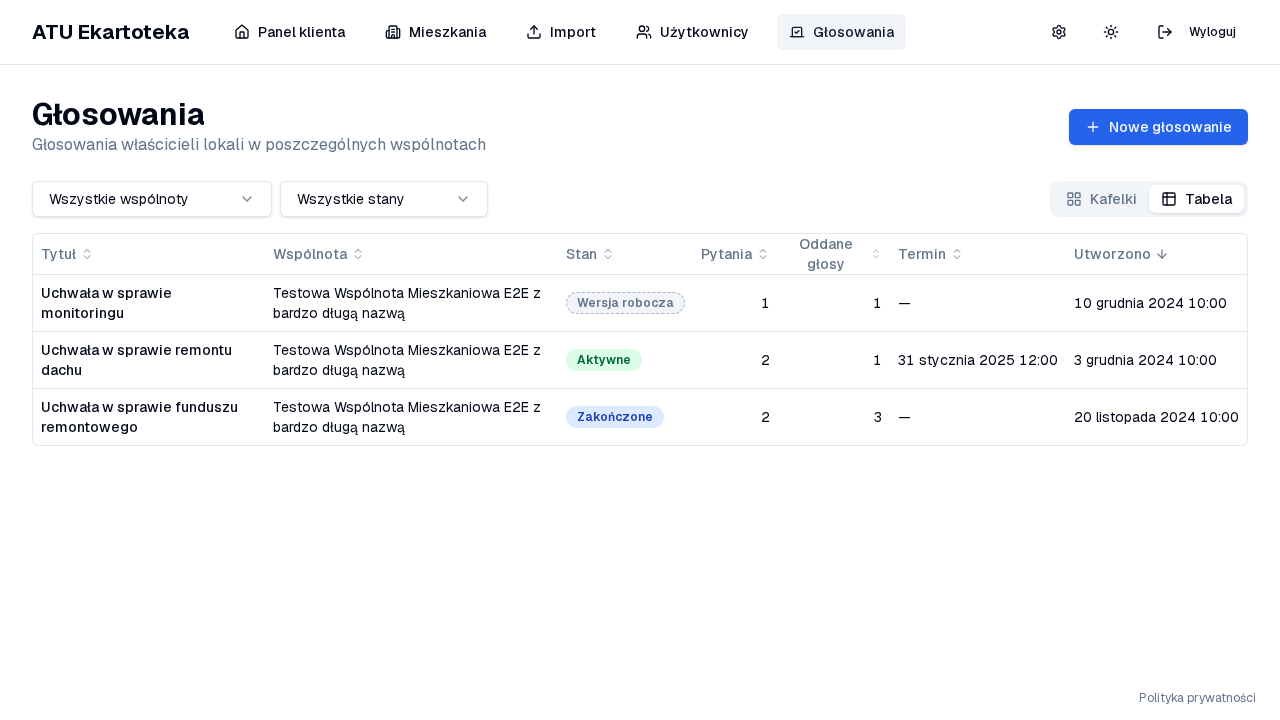 ATU Ekartoteka
Panel klienta
Mieszkania
Import
Użytkownicy
Głosowania
Wyloguj
Głosowania
Głosowania właścicieli lokali w poszczególnych wspólnotach
Nowe głosowanie
Wszystkie wspólnoty
Wszystkie stany
Kafelki
Tabela
Tytuł
Wspólnota
Stan
Pytania
Oddane
głosy
Termin
Utworzono
Uchwała w sprawie
monitoringu
Testowa Wspólnota Mieszkaniowa E2E z
bardzo długą nazwą
Wersja robocza
1
1
—
10 grudnia 2024 10:00
Uchwała w sprawie remontu
dachu
Testowa Wspólnota Mieszkaniowa E2E z
bardzo długą nazwą
Aktywne
2
1
31 stycznia 2025 12:00
3 grudnia 2024 10:00
Uchwała w sprawie funduszu
remontowego
Testowa Wspólnota Mieszkaniowa E2E z
bardzo długą nazwą
Zakończone
2
3
—
20 listopada 2024 10:00
Polityka prywatności